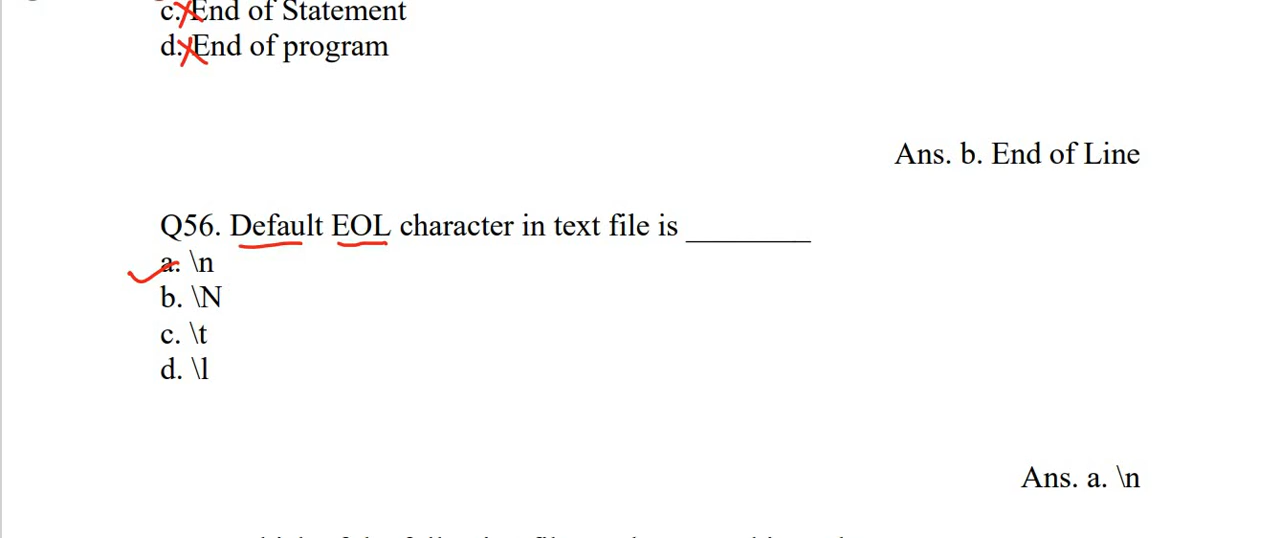 c. End of Statement
d. End of program
Ans. b. End of Line
Q56. Default EOL character in text file is ________
a. \n
b. \N
c. \t
d. \l
Ans. a. \n